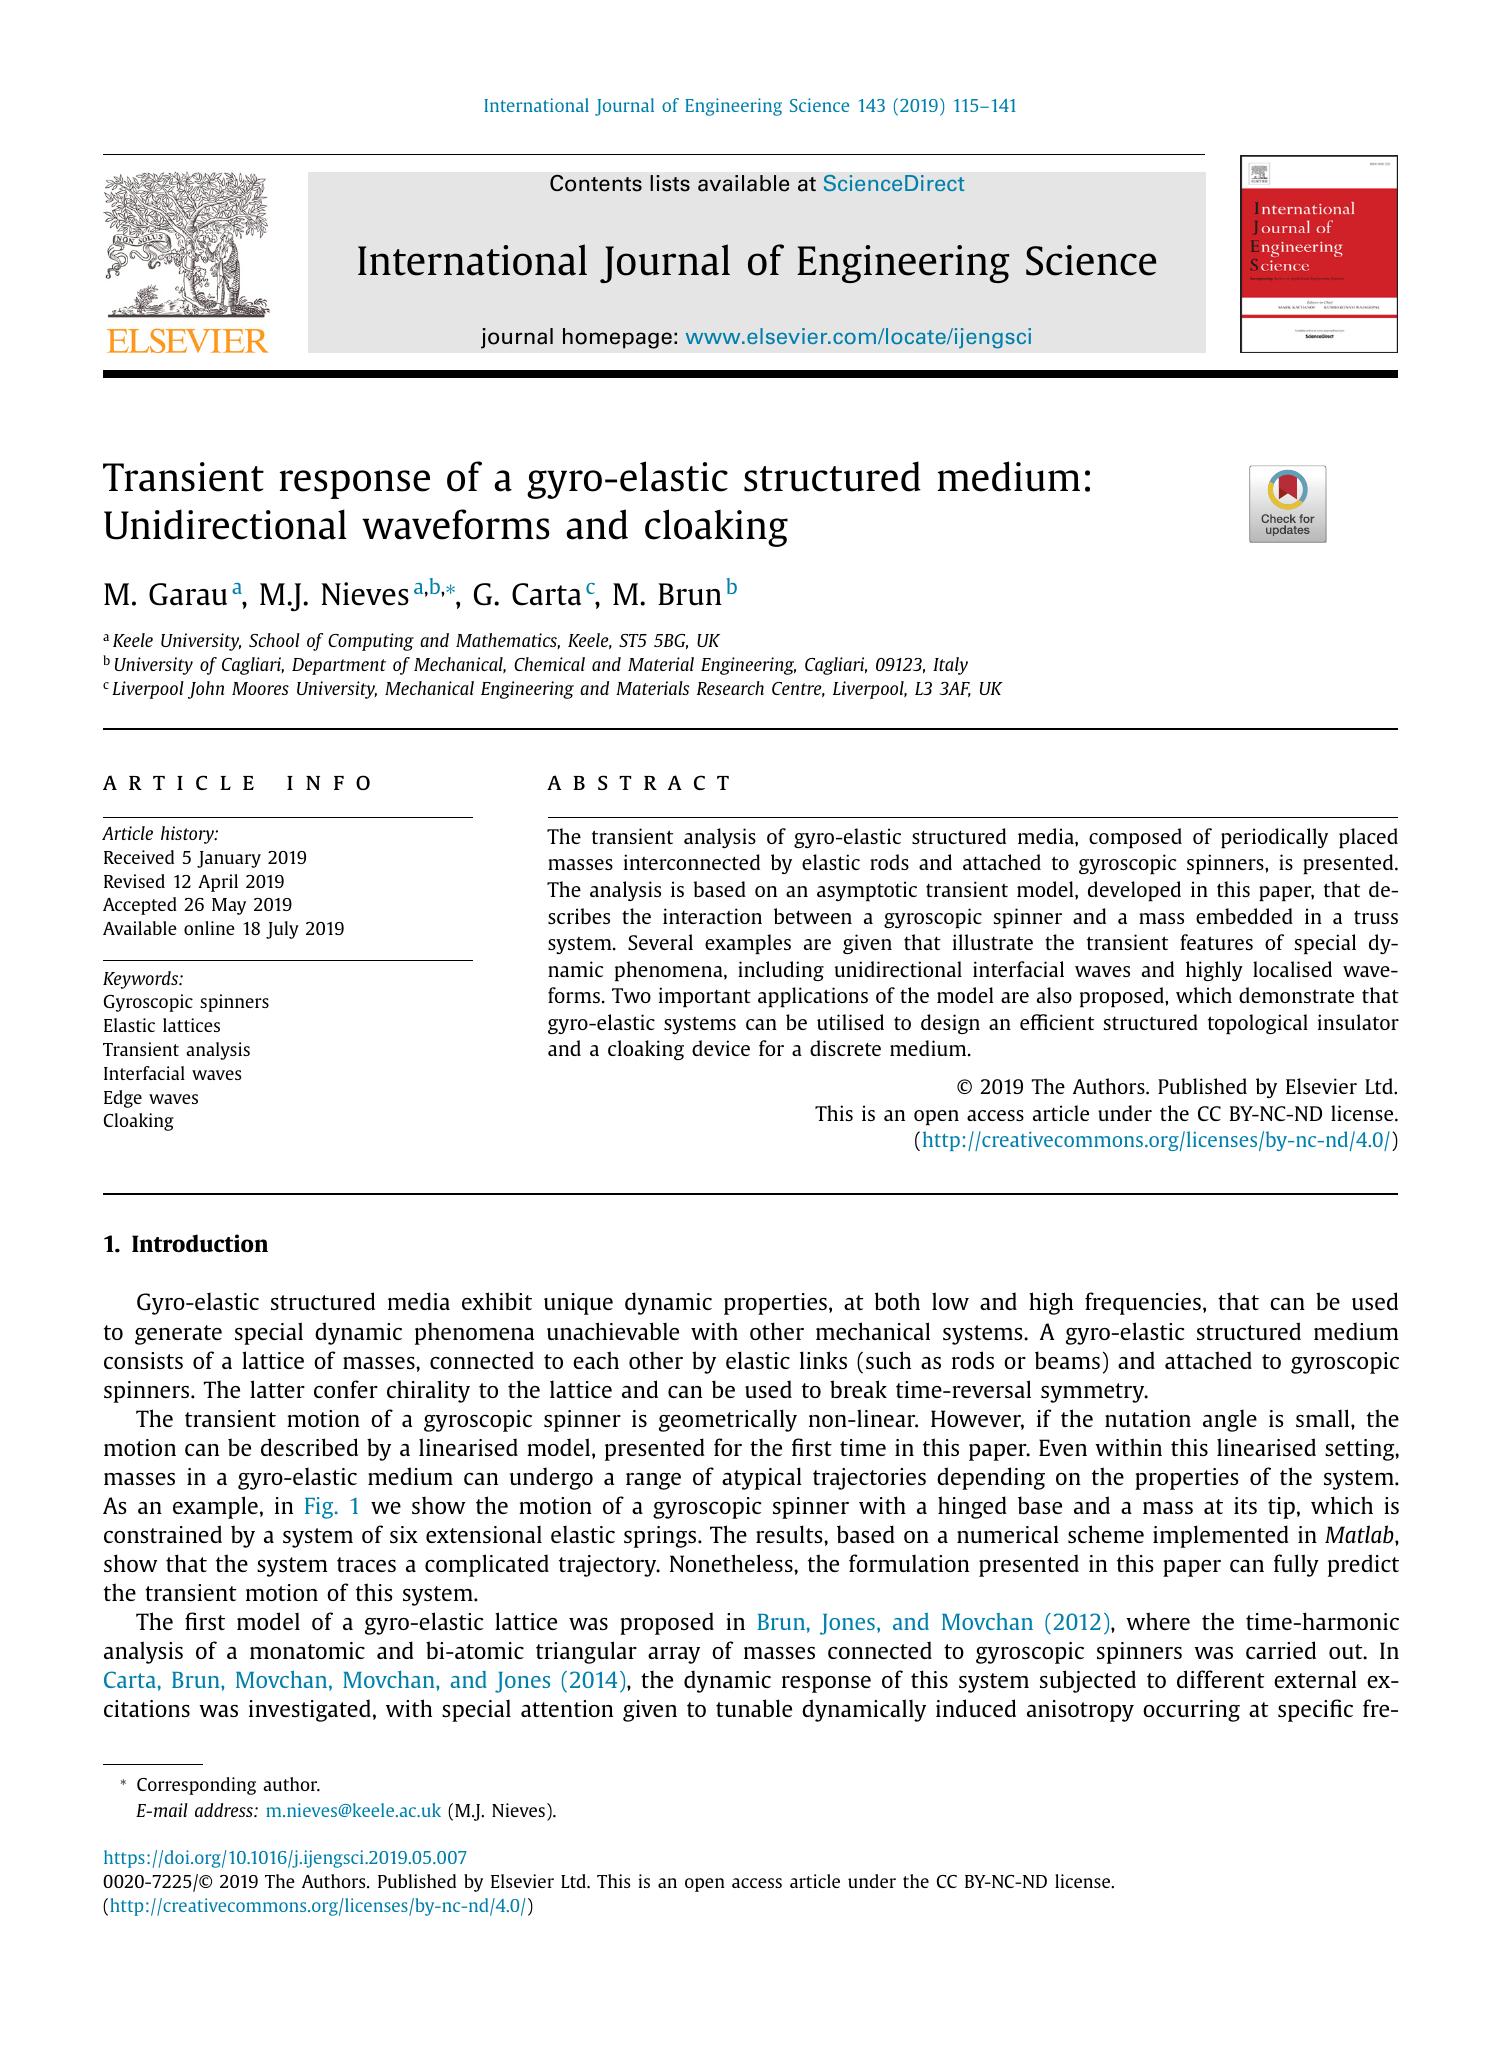 International Journal of Engineering Science 143 (2019) 115–141
NON SOLUS
ELSEVIER
Contents lists available at ScienceDirect
International Journal of Engineering Science
journal homepage: www.elsevier.com/locate/ijengsci
International
Journal of
Engineering
Science
ScienceDirect
Transient response of a gyro-elastic structured medium:
Unidirectional waveforms and cloaking
Check for
updates
M. Garau a, M.J. Nieves a,b,*, G. Carta c, M. Brun b
a Keele University, School of Computing and Mathematics, Keele, ST5 5BG, UK
b University of Cagliari, Department of Mechanical, Chemical and Material Engineering, Cagliari, 09123, Italy
c Liverpool John Moores University, Mechanical Engineering and Materials Research Centre, Liverpool, L3 3AF, UK
ARTICLE INFO
Article history:
Received 5 January 2019
Revised 12 April 2019
Accepted 26 May 2019
Available online 18 July 2019
Keywords:
Gyroscopic spinners
Elastic lattices
Transient analysis
Interfacial waves
Edge waves
Cloaking
ABSTRACT
The transient analysis of gyro-elastic structured media, composed of periodically placed
masses interconnected by elastic rods and attached to gyroscopic spinners, is presented.
The analysis is based on an asymptotic transient model, developed in this paper, that de-
scribes the interaction between a gyroscopic spinner and a mass embedded in a truss
system. Several examples are given that illustrate the transient features of special dy-
namic phenomena, including unidirectional interfacial waves and highly localised wave-
forms. Two important applications of the model are also proposed, which demonstrate that
gyro-elastic systems can be utilised to design an efficient structured topological insulator
and a cloaking device for a discrete medium.
© 2019 The Authors. Published by Elsevier Ltd.
This is an open access article under the CC BY-NC-ND license.
(http://creativecommons.org/licenses/by-nc-nd/4.0/)
1. Introduction
Gyro-elastic structured media exhibit unique dynamic properties, at both low and high frequencies, that can be used
to generate special dynamic phenomena unachievable with other mechanical systems. A gyro-elastic structured medium
consists of a lattice of masses, connected to each other by elastic links (such as rods or beams) and attached to gyroscopic
spinners. The latter confer chirality to the lattice and can be used to break time-reversal symmetry.
The transient motion of a gyroscopic spinner is geometrically non-linear. However, if the nutation angle is small, the
motion can be described by a linearised model, presented for the first time in this paper. Even within this linearised setting,
masses in a gyro-elastic medium can undergo a range of atypical trajectories depending on the properties of the system.
As an example, in Fig. 1 we show the motion of a gyroscopic spinner with a hinged base and a mass at its tip, which is
constrained by a system of six extensional elastic springs. The results, based on a numerical scheme implemented in Matlab,
show that the system traces a complicated trajectory. Nonetheless, the formulation presented in this paper can fully predict
the transient motion of this system.
The first model of a gyro-elastic lattice was proposed in Brun, Jones, and Movchan (2012), where the time-harmonic
analysis of a monatomic and bi-atomic triangular array of masses connected to gyroscopic spinners was carried out. In
Carta, Brun, Movchan, Movchan, and Jones (2014), the dynamic response of this system subjected to different external ex-
citations was investigated, with special attention given to tunable dynamically induced anisotropy occurring at specific fre-
* Corresponding author.
E-mail address: m.nieves@keele.ac.uk (M.J. Nieves).
https://doi.org/10.1016/j.ijengsci.2019.05.007
0020-7225/© 2019 The Authors. Published by Elsevier Ltd. This is an open access article under the CC BY-NC-ND license.
(http://creativecommons.org/licenses/by-nc-nd/4.0/)